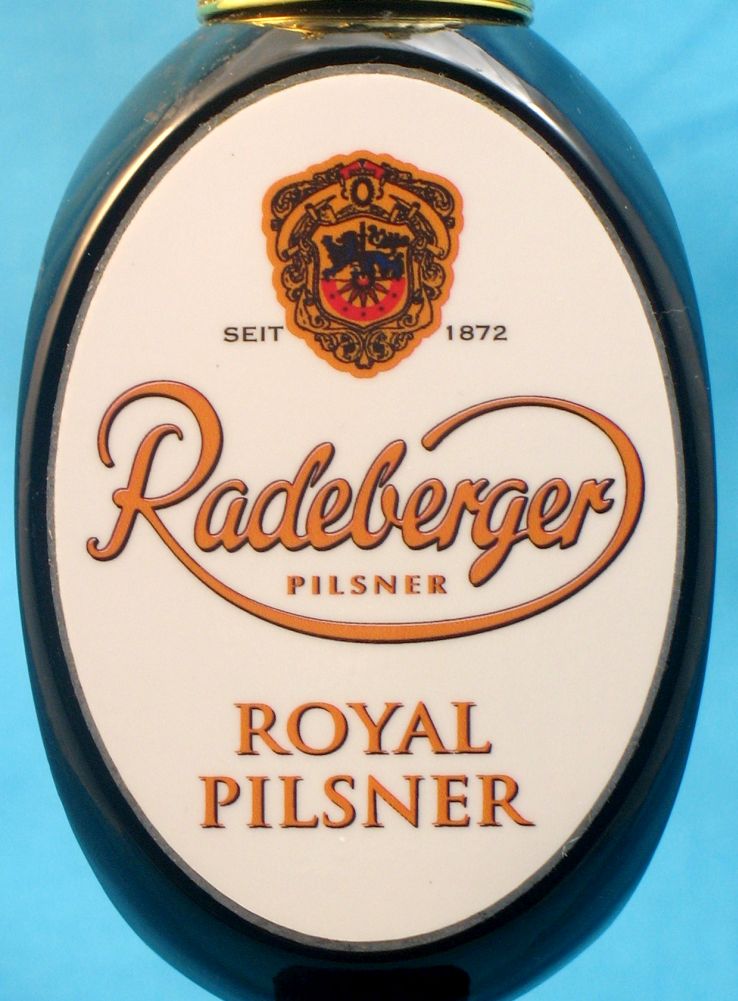 SEIT 1872
Radeberger
PILSNER
ROYAL
PILSNER